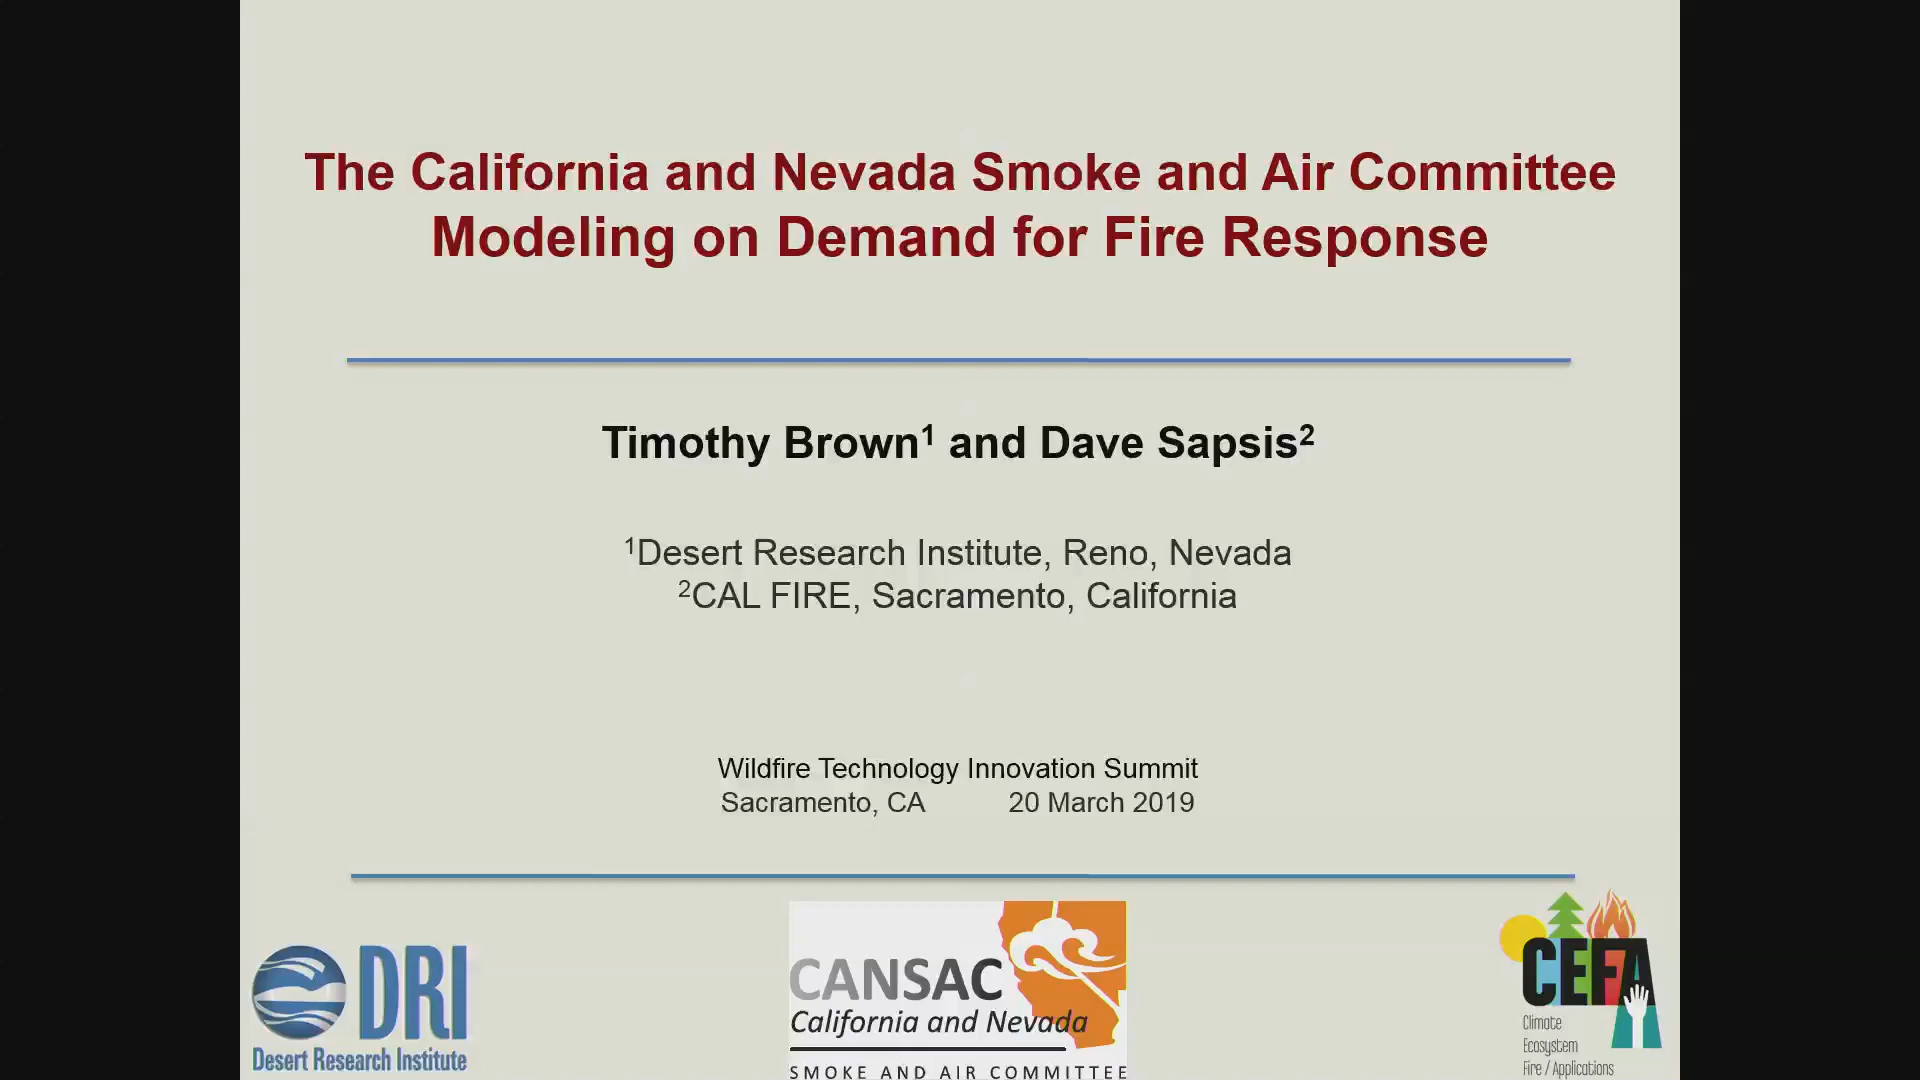 The California and Nevada Smoke and Air Committee
Modeling on Demand for Fire Response
Timothy Brown¹ and Dave Sapsis²
¹Desert Research Institute, Reno, Nevada
²CAL FIRE, Sacramento, California
Wildfire Technology Innovation Summit
Sacramento, CA 20 March 2019
DRI
Desert Research Institute
CANSAC
California and Nevada
SMOKE AND AIR COMMITTEE
CEFA
Climate
Ecosystem
Fire / Applications